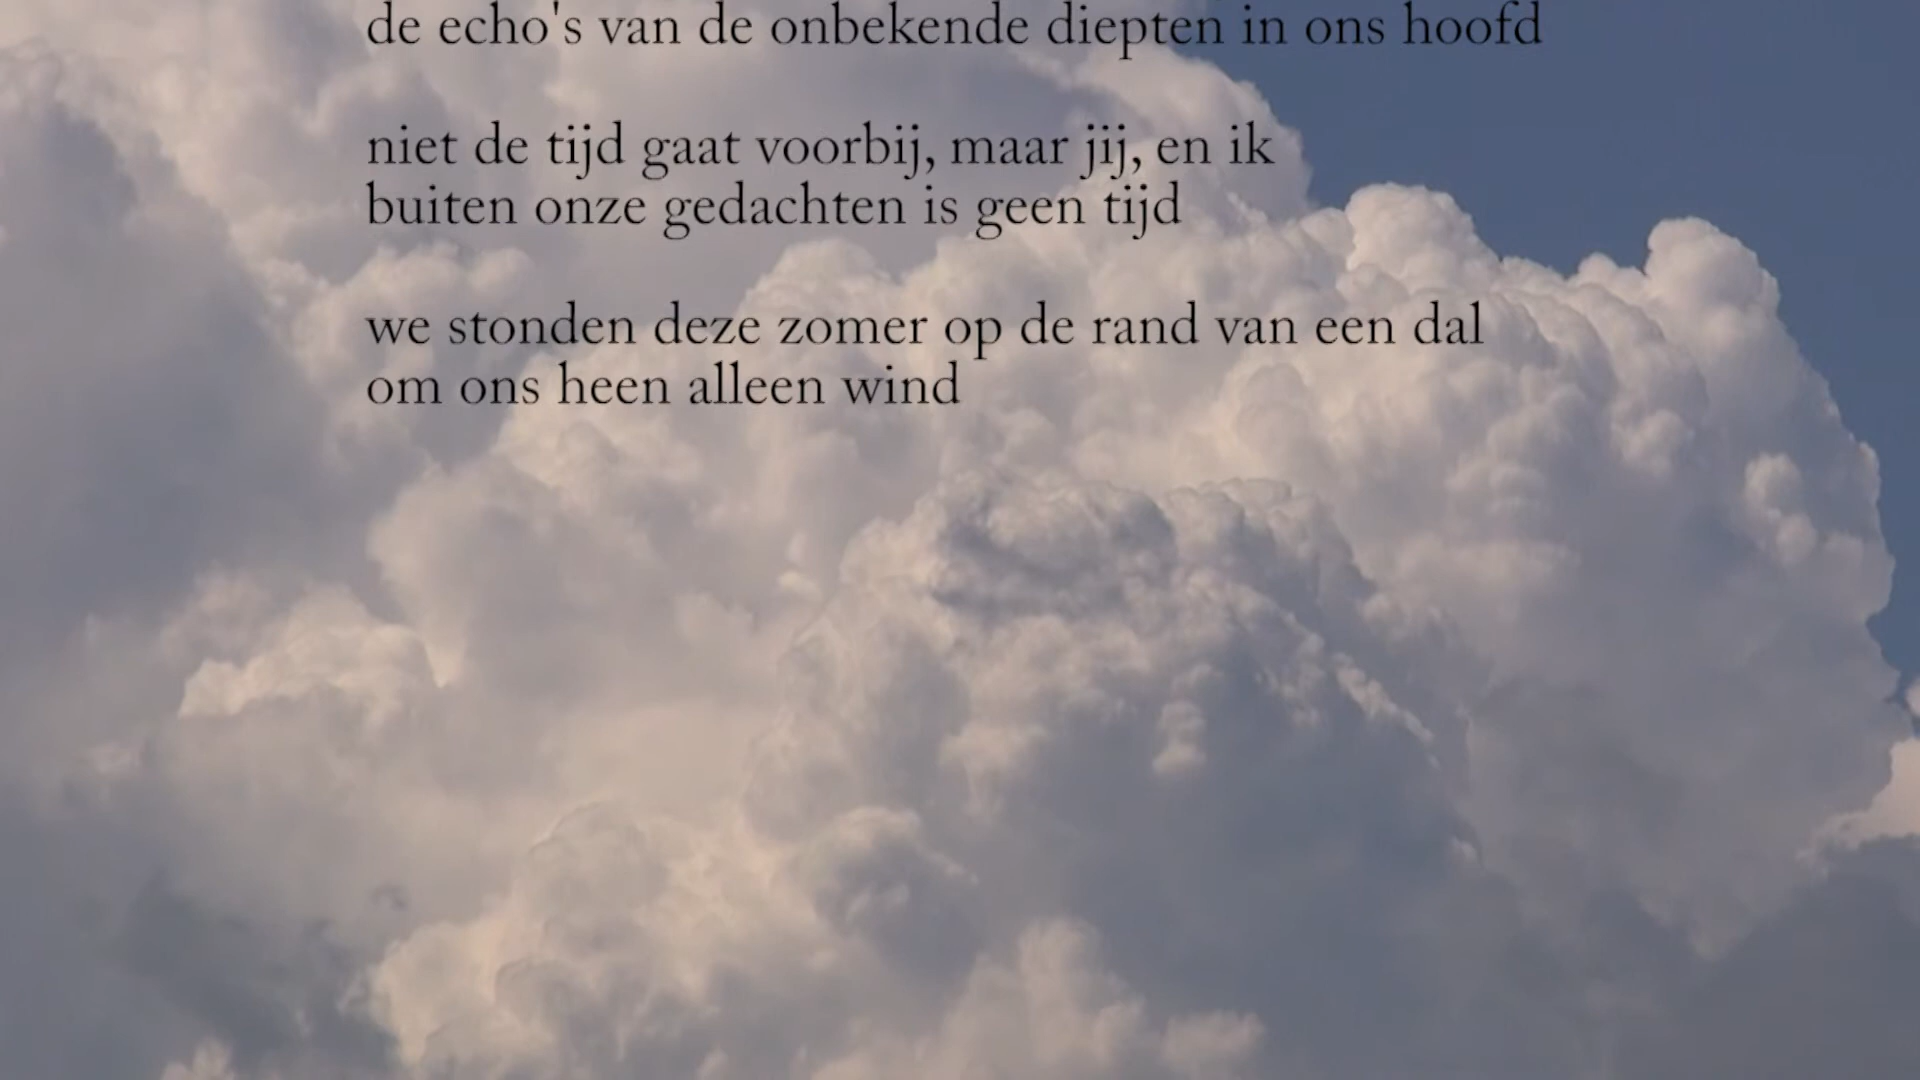 de echo's van de onbekende diepten in ons hoofd
niet de tijd gaat voorbij, maar jij, en ik
buiten onze gedachten is geen tijd
we stonden deze zomer op de rand van een dal
om ons heen alleen wind